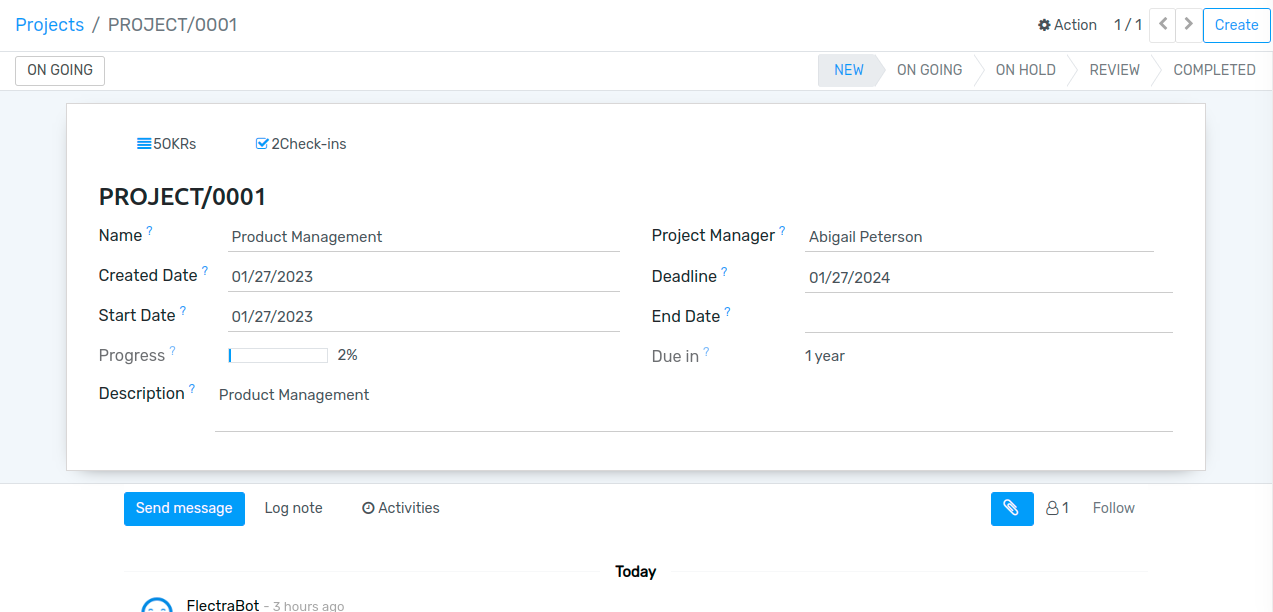 Projects / PROJECT/0001
Action 1 / 1 Create
ON GOING
NEW ON GOING ON HOLD REVIEW COMPLETED
5OKRs 2Check-ins
PROJECT/0001
Name ? Product Management Project Manager ? Abigail Peterson
Created Date ? 01/27/2023 Deadline ? 01/27/2024
Start Date ? 01/27/2023 End Date ?
Progress ? 2% Due in ? 1 year
Description ? Product Management
Send message Log note Activities 1 Follow
Today
FlectraBot - 3 hours ago